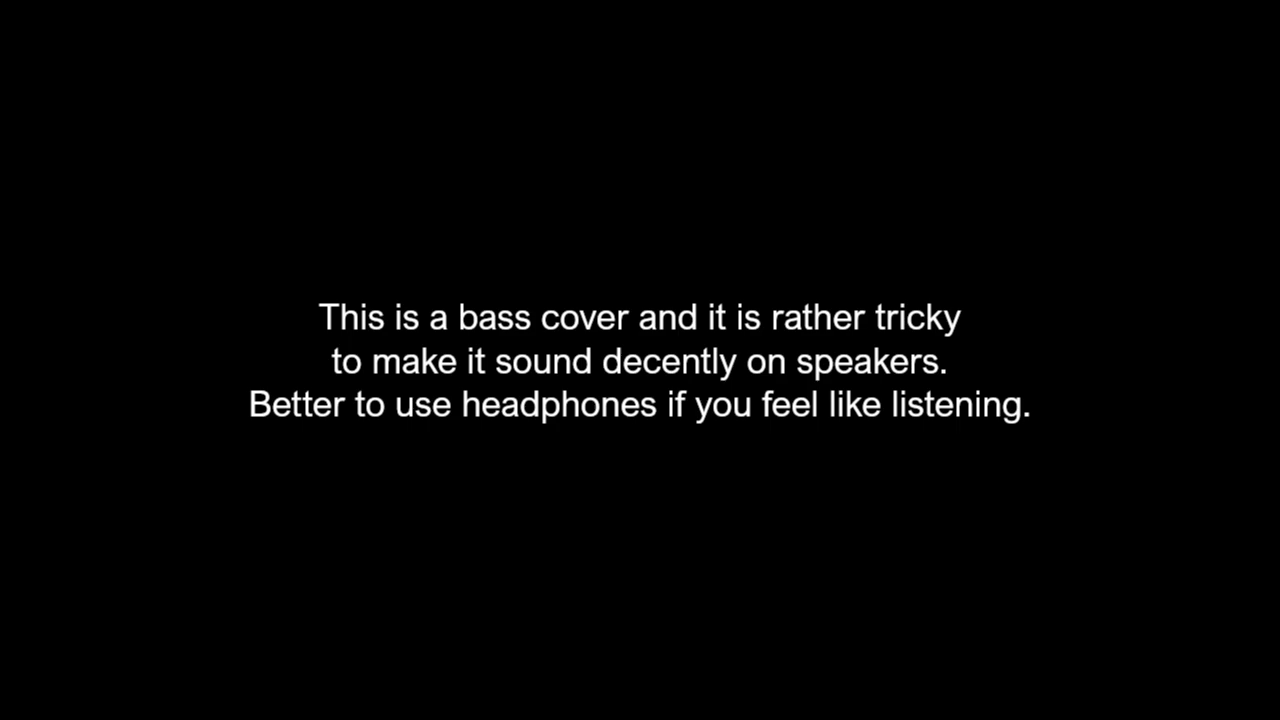 This is a bass cover and it is rather tricky
to make it sound decently on speakers.
Better to use headphones if you feel like listening.